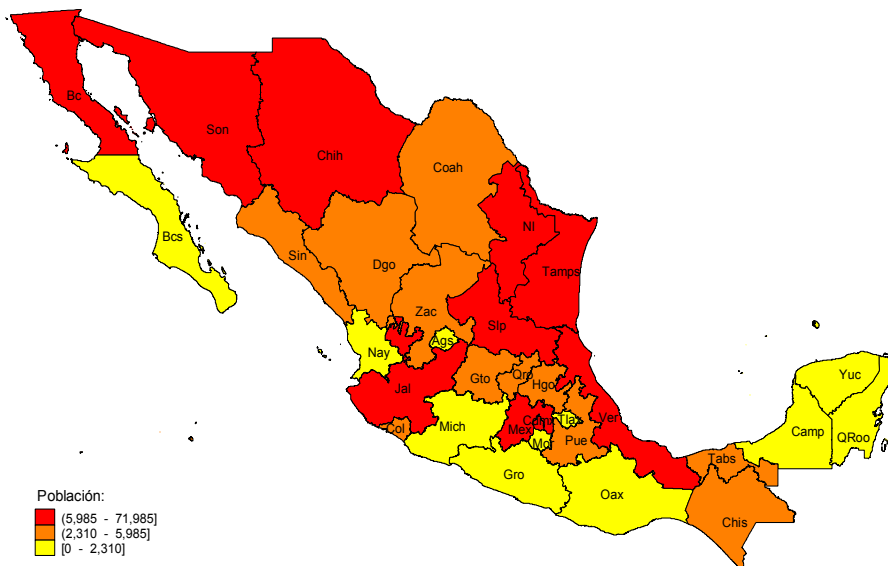 Bc
Son
Chih
Coah
Bcs
Nl
Sin
Dgo
Tamps
Zac
Slp
Ags
Nay
Yuc
Jal
Gto
Qro
Hgo
Col
Mich
Mex
Cdmx
Tlax
Ver
Camp
QRoo
Mor
Pue
Tabs
Gro
Oax
Chis
Población:
(5,985 - 71,985]
(2,310 - 5,985]
[0 - 2,310]